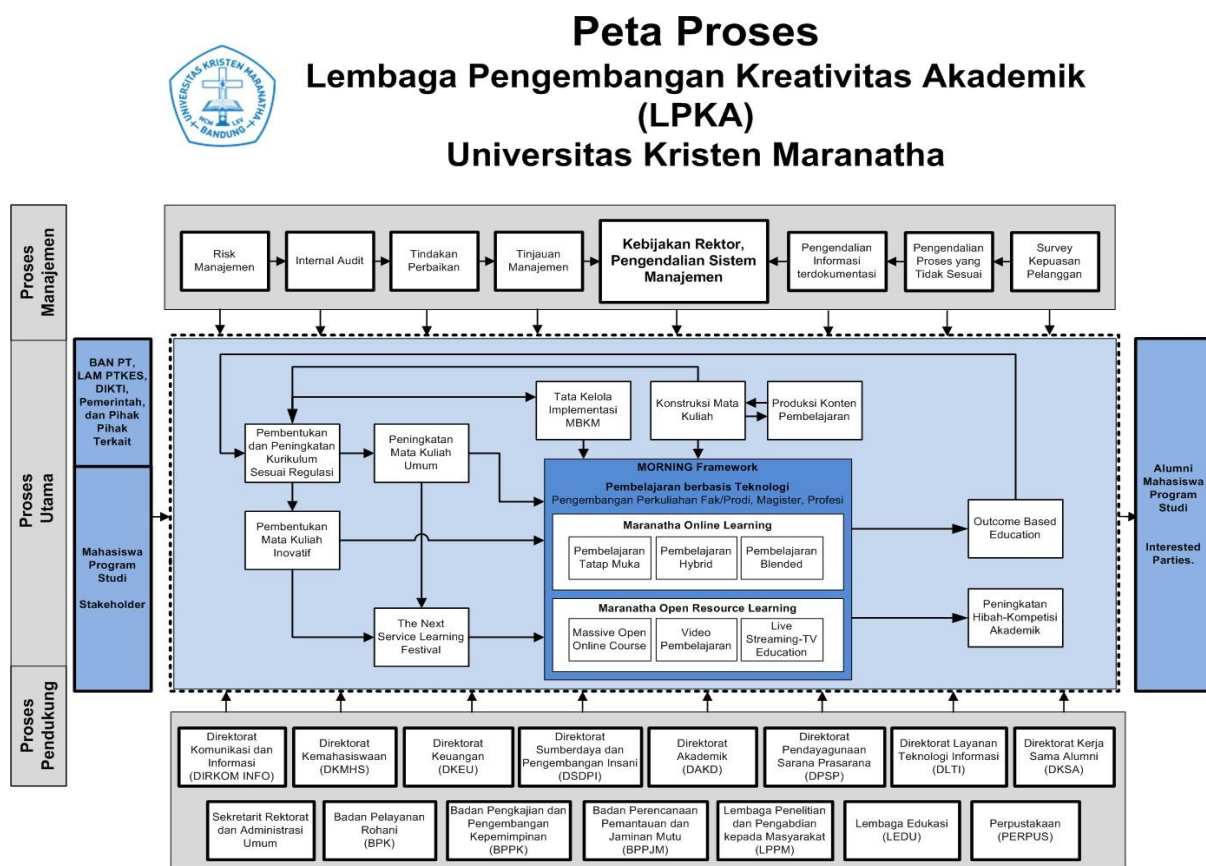 Peta Proses
Lembaga Pengembangan Kreativitas Akademik
(LPKA)
Universitas Kristen Maranatha
UNIVERSITAS KRISTEN MARANATHA
MCM LXV
BANDUNG
Proses
Manajemen
Risk
Manajemen
Internal Audit
Tindakan
Perbaikan
Tinjauan
Manajemen
Kebijakan Rektor,
Pengendalian Sistem
Manajemen
Pengendalian
Informasi
terdokumentasi
Pengendalian
Proses yang
Tidak Sesuai
Survey
Kepuasan
Pelanggan
Proses
Utama
BAN PT,
LAM PTKES,
DIKTI,
Pemerintah,
dan Pihak
Pihak
Terkait
Mahasiswa
Program
Studi
Stakeholder
Tata Kelola
Implementasi
MBKM
Konstruksi Mata
Kuliah
Produksi Konten
Pembelajaran
Pembentukan
dan Peningkatan
Kurikulum
Sesuai Regulasi
Peningkatan
Mata Kuliah
Umum
Pembentukan
Mata Kuliah
Inovatif
The Next
Service Learning
Festival
MORNING Framework
Pembelajaran berbasis Teknologi
Pengembangan Perkuliahan Fak/Prodi, Magister, Profesi
Maranatha Online Learning
Pembelajaran
Tatap Muka
Pembelajaran
Hybrid
Pembelajaran
Blended
Maranatha Open Resource Learning
Massive Open
Online Course
Video
Pembelajaran
Live
Streaming-TV
Education
Outcome Based
Education
Peningkatan
Hibah-Kompetisi
Akademik
Alumni
Mahasiswa
Program
Studi
Interested
Parties.
Proses
Pendukung
Direktorat
Komunikasi dan
Informasi
(DIRKOM INFO)
Direktorat
Kemahasiswaan
(DKMHS)
Direktorat
Keuangan
(DKEU)
Direktorat
Sumberdaya dan
Pengembangan Insani
(DSDPI)
Direktorat
Akademik
(DAKD)
Direktorat
Pendayagunaan
Sarana Prasarana
(DPSP)
Direktorat Layanan
Teknologi Informasi
(DLTI)
Direktorat Kerja
Sama Alumni
(DKSA)
Sekretarit Rektorat
dan Administrasi
Umum
Badan Pelayanan
Rohani
(BPK)
Badan Pengkajian dan
Pengembangan
Kepemimpinan
(BPPK)
Badan Perencanaan
Pemantauan dan
Jaminan Mutu
(BPPJM)
Lembaga Penelitian
dan Pengabdian
kepada Masyarakat
(LPPM)
Lembaga Edukasi
(LEDU)
Perpustakaan
(PERPUS)